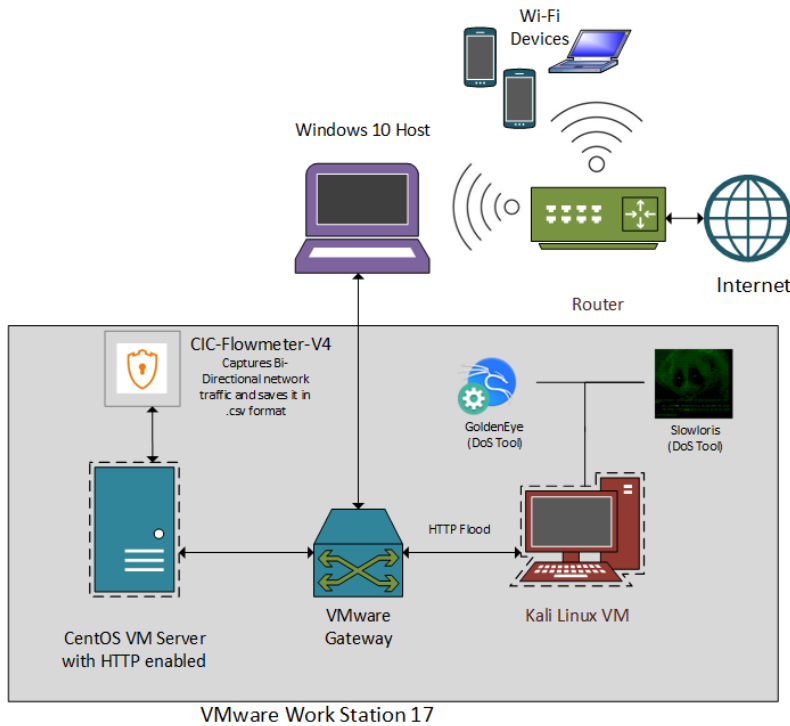 Wi-Fi
Devices
Windows 10 Host
Internet
Router
CIC-Flowmeter-V4
Captures Bi-
Directional network
traffic and saves it in
.csv format
GoldenEye
(DoS Tool)
Slowloris
(DoS Tool)
HTTP Flood
VMware
Gateway
Kali Linux VM
CentOS VM Server
with HTTP enabled
VMware Work Station 17